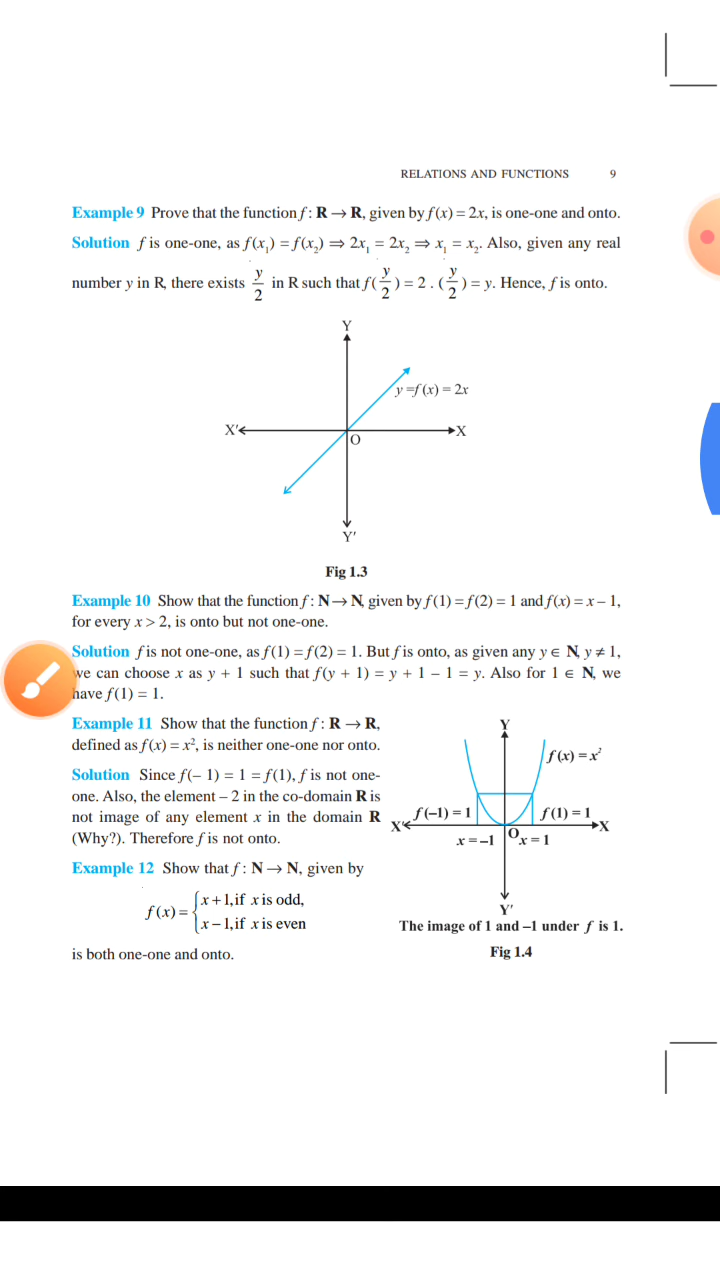 RELATIONS AND FUNCTIONS 9
Example 9 Prove that the function f : R → R, given by f (x) = 2x, is one-one and onto.
Solution f is one-one, as f (x₁) = f (x₂) ⇒ 2x₁ = 2x₂ ⇒ x₁ = x₂. Also, given any real
number y in R, there exists y/2 in R such that f(y/2) = 2 . (y/2) = y. Hence, f is onto.
Y
y =f (x) = 2x
X′ X
O
Y′
Fig 1.3
Example 10 Show that the function f : N → N, given by f (1) = f (2) = 1 and f (x) = x – 1,
for every x > 2, is onto but not one-one.
Solution f is not one-one, as f (1) = f (2) = 1. But f is onto, as given any y ∈ N, y ≠ 1,
we can choose x as y + 1 such that f (y + 1) = y + 1 – 1 = y. Also for 1 ∈ N, we
have f (1) = 1.
Example 11 Show that the function f : R → R,
defined as f (x) = x², is neither one-one nor onto.
Solution Since f (– 1) = 1 = f (1), f is not one-
one. Also, the element – 2 in the co-domain R is
not image of any element x in the domain R
(Why?). Therefore f is not onto.
Y
f (x) = x²
f (–1) = 1 f (1) = 1
X′ X
x = –1 O x = 1
Y′
The image of 1 and –1 under f is 1.
Fig 1.4
Example 12 Show that f : N → N, given by
f (x) = { x + 1, if x is odd,
x – 1, if x is even
is both one-one and onto.